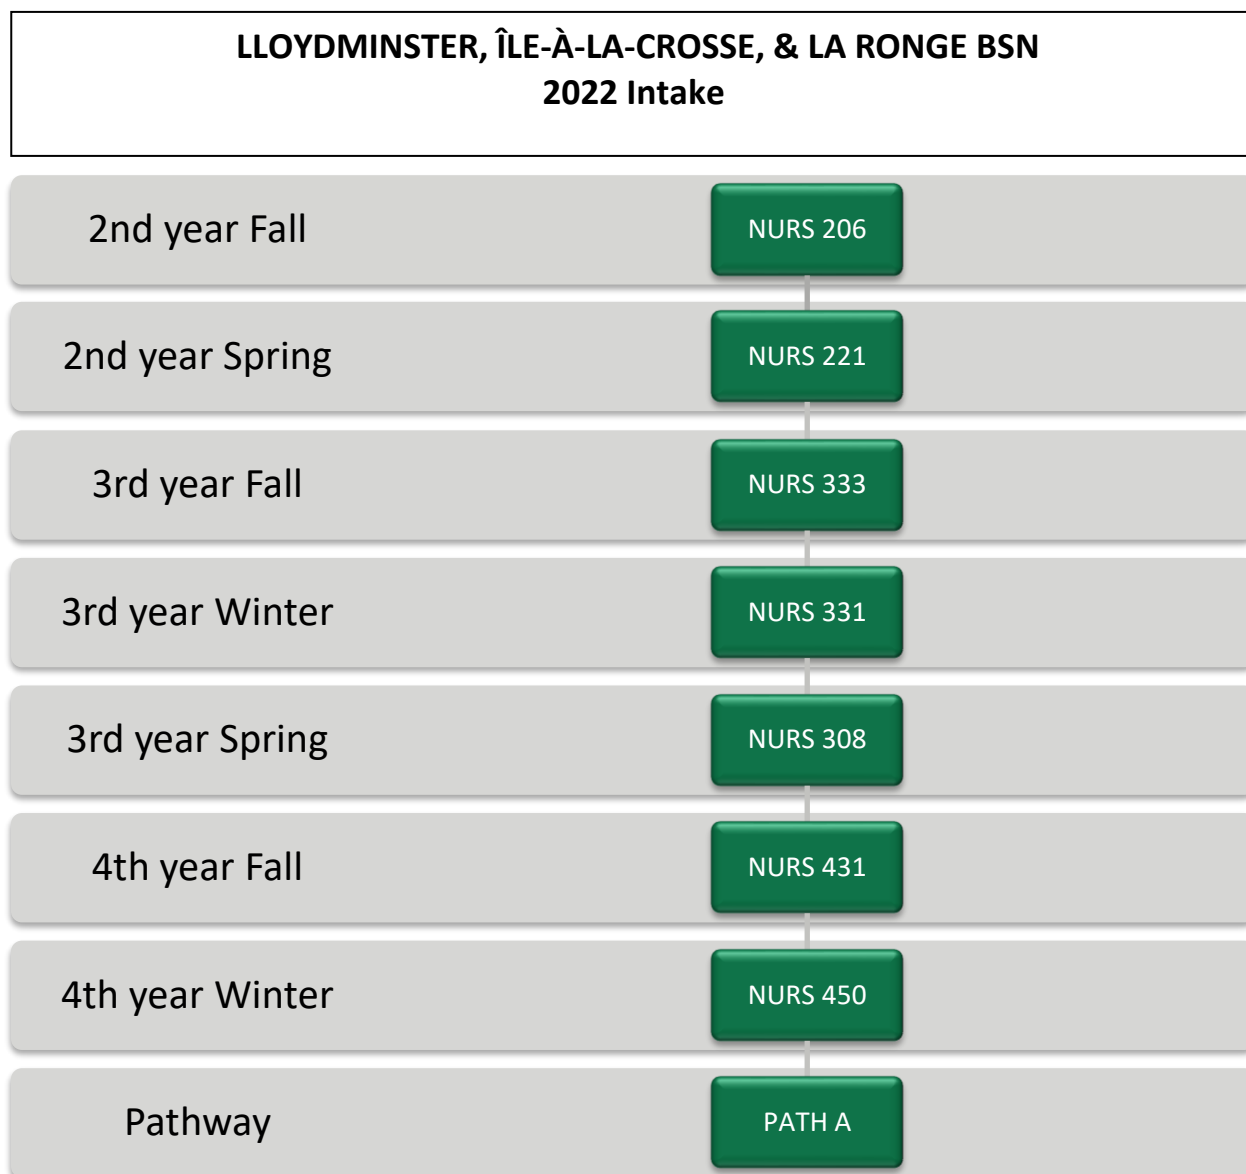 LLOYDMINSTER, ÎLE-À-LA-CROSSE, & LA RONGE BSN
2022 Intake
2nd year Fall
NURS 206
2nd year Spring
NURS 221
3rd year Fall
NURS 333
3rd year Winter
NURS 331
3rd year Spring
NURS 308
4th year Fall
NURS 431
4th year Winter
NURS 450
Pathway
PATH A